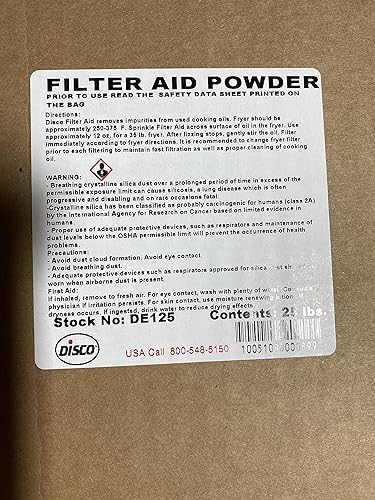 FILTER AID POWDER
PRIOR TO USE READ THE SAFETY DATA SHEET PRINTED ON
THE BAG
Directions:
Disco Filter Aid removes impurities from used cooking oils. Fryer should be
approximately 250-375 F. Sprinkle Filter Aid across surface of oil in the fryer. Use
approximately 12 oz. for a 35 lb. fryer. After fizzing stops, gently stir the oil. Filter
immediately according to fryer directions. It is recommended to change fryer filter
prior to each filtering to maintain fast filtration as well as proper cleaning of cooking
oil.
WARNING:
- Breathing crystalline silica dust over a prolonged period of time in excess of the
permissible exposure limit can cause silicosis, a lung disease which is often
progressive and disabling and on rare occasions fatal.
-Crystalline silica has been classified as probably carcinogenic for humans (class 2A)
by the International Agency for Research on Cancer based on limited evidence in
humans.
- Proper use of adequate protective devices, such as respirators and maintenance of
dust levels below the OSHA permissible limit will prevent the occurrence of health
problems.
Precautions:
- Avoid dust cloud formation. Avoid eye contact.
- Avoid breathing dust.
- Adequate protective devices such as respirators approved for silica
worn when airborne dust is present.
First Aid:
If inhaled, remove to fresh air. For eye contact, wash with plenty of water.
physician if irritation persists. For skin contact, use moisture renewing
dryness occurs. If ingested, drink water to reduce drying effects.
Stock No: DE125 Contents: 25 lbs.
DISCO
USA Call 800-548-5150